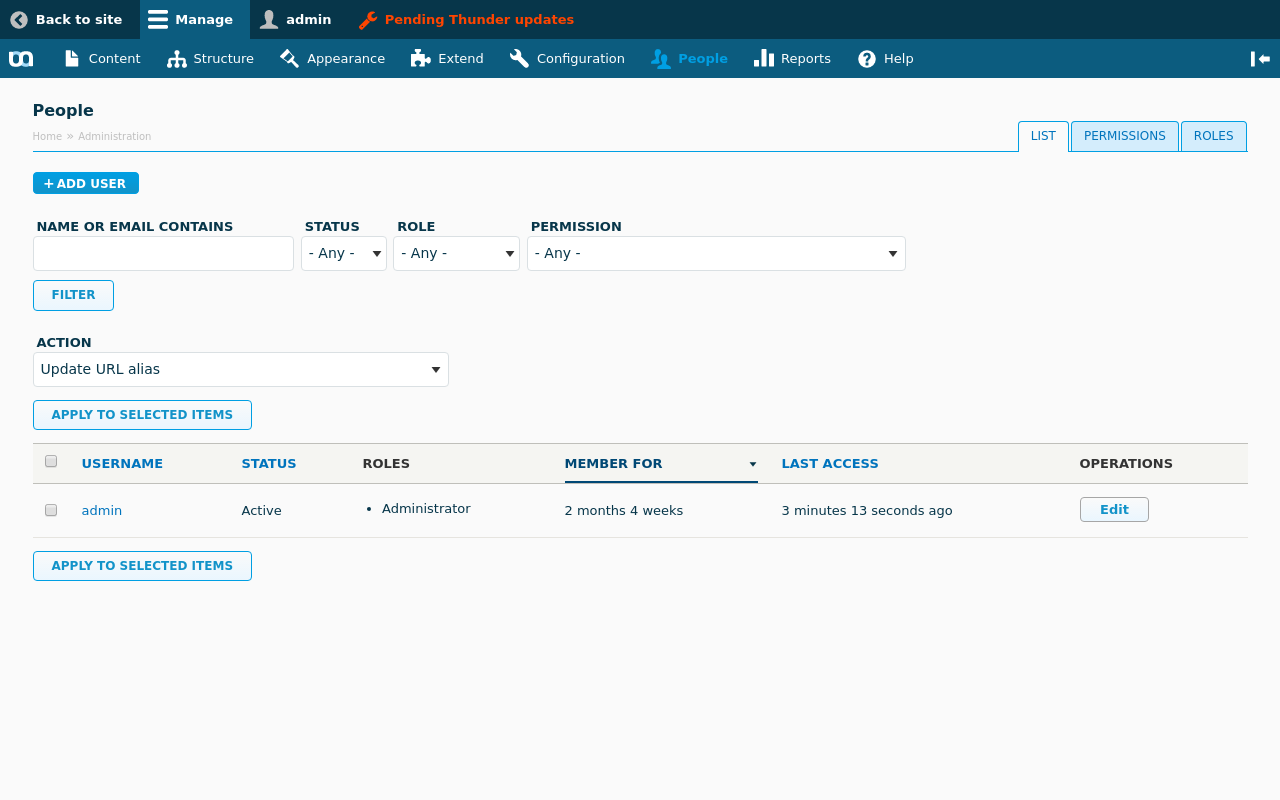 Back to site Manage admin Pending Thunder updates
Content Structure Appearance Extend Configuration People Reports Help
People
Home » Administration
LIST PERMISSIONS ROLES
+ ADD USER
NAME OR EMAIL CONTAINS STATUS ROLE PERMISSION
- Any - - Any - - Any -
FILTER
ACTION
Update URL alias
APPLY TO SELECTED ITEMS
USERNAME STATUS ROLES MEMBER FOR LAST ACCESS OPERATIONS
admin Active • Administrator 2 months 4 weeks 3 minutes 13 seconds ago Edit
APPLY TO SELECTED ITEMS